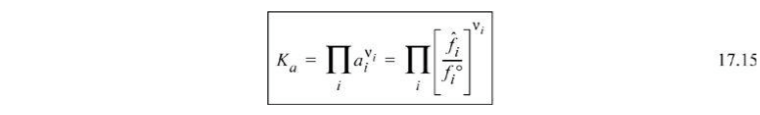 K_a = ∏_i a_i^{ν_i} = ∏_i [f̂_i / f_i°]^{ν_i} 17.15